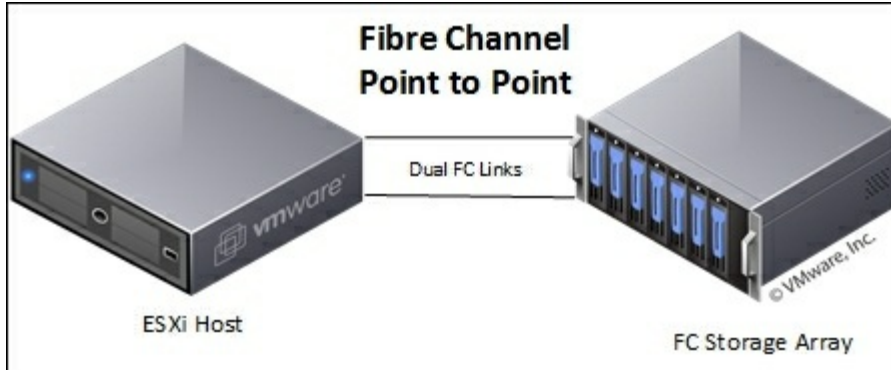 Fibre Channel
Point to Point
Dual FC Links
vmware
© VMware, Inc.
ESXi Host
FC Storage Array